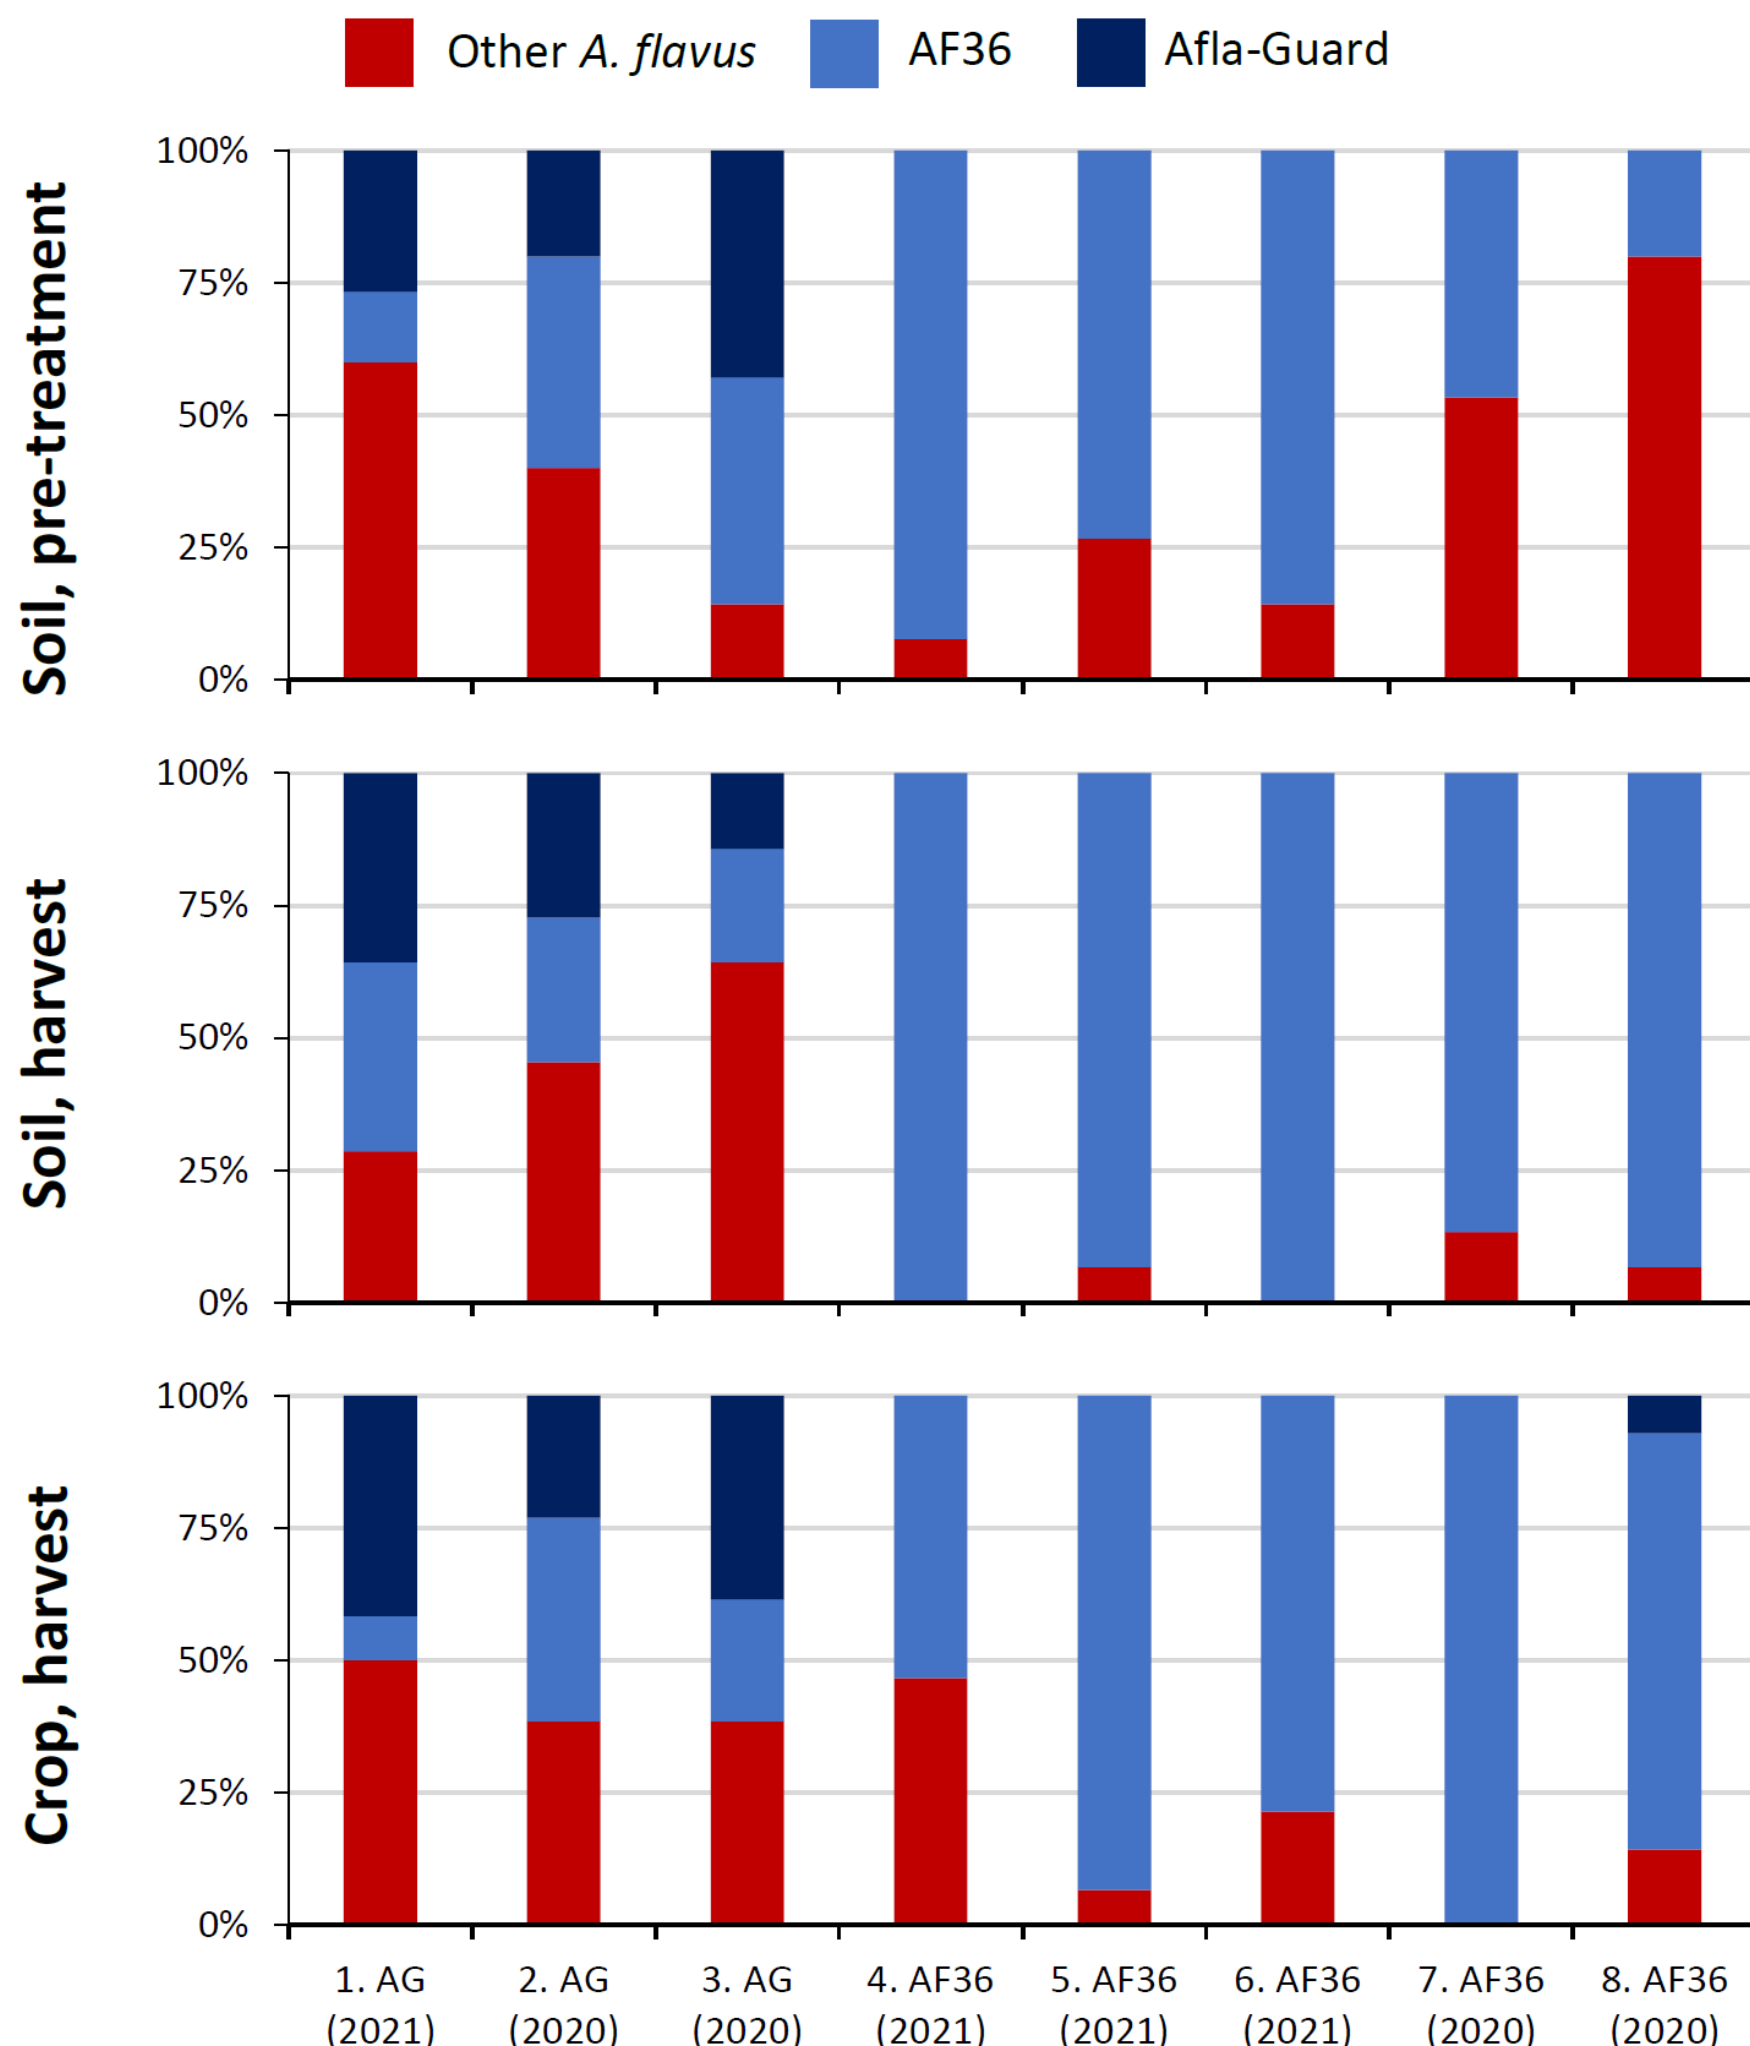 Other A. flavus AF36 Afla-Guard
Soil, pre-treatment
100%
75%
50%
25%
0%
Soil, harvest
100%
75%
50%
25%
0%
Crop, harvest
100%
75%
50%
25%
0%
1. AG 2. AG 3. AG 4. AF36 5. AF36 6. AF36 7. AF36 8. AF36
(2021) (2020) (2020) (2021) (2021) (2021) (2020) (2020)